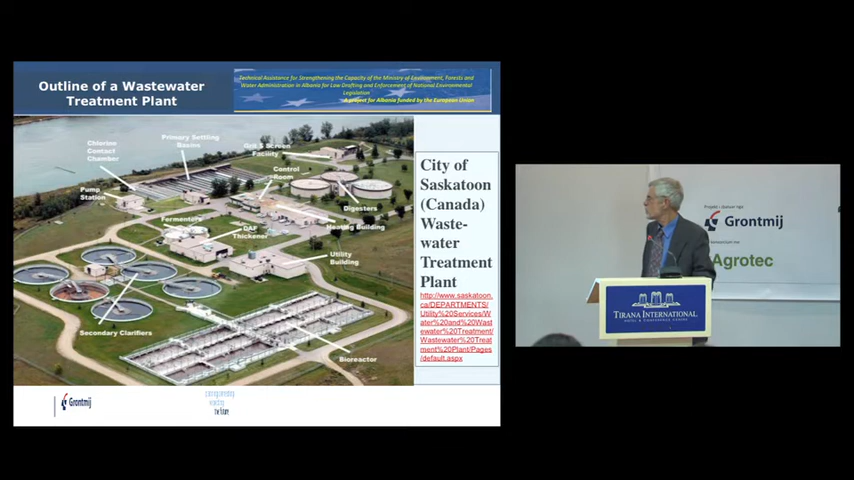 Outline of a Wastewater
Treatment Plant
Technical Assistance for Strengthening the Capacity of the Ministry of Environment, Forests and
Water Administration in Albania for Law Drafting and Enforcement of National Environmental
Legislation
A project for Albania funded by the European Union
Chlorine
Contact
Chamber
Primary Settling
Basins
Grit & Screen
Facility
Control
Room
Pump
Station
Digesters
Fermenters
DAF
Thickener
Heating Building
Utility
Building
Secondary Clarifiers
Bioreactor
City of
Saskatoon
(Canada)
Waste-
water
Treatment
Plant
http://www.saskatoon.
ca/DEPARTMENTS/
Utility%20Services/W
ater%20and%20Wast
ewater%20Treatment/
Wastewater%20Treat
ment%20Plant/Pages
/default.aspx
Grontmij
the future
Grontmij
Agrotec
TIRANA INTERNATIONAL
HOTEL & CONFERENCE CENTRE